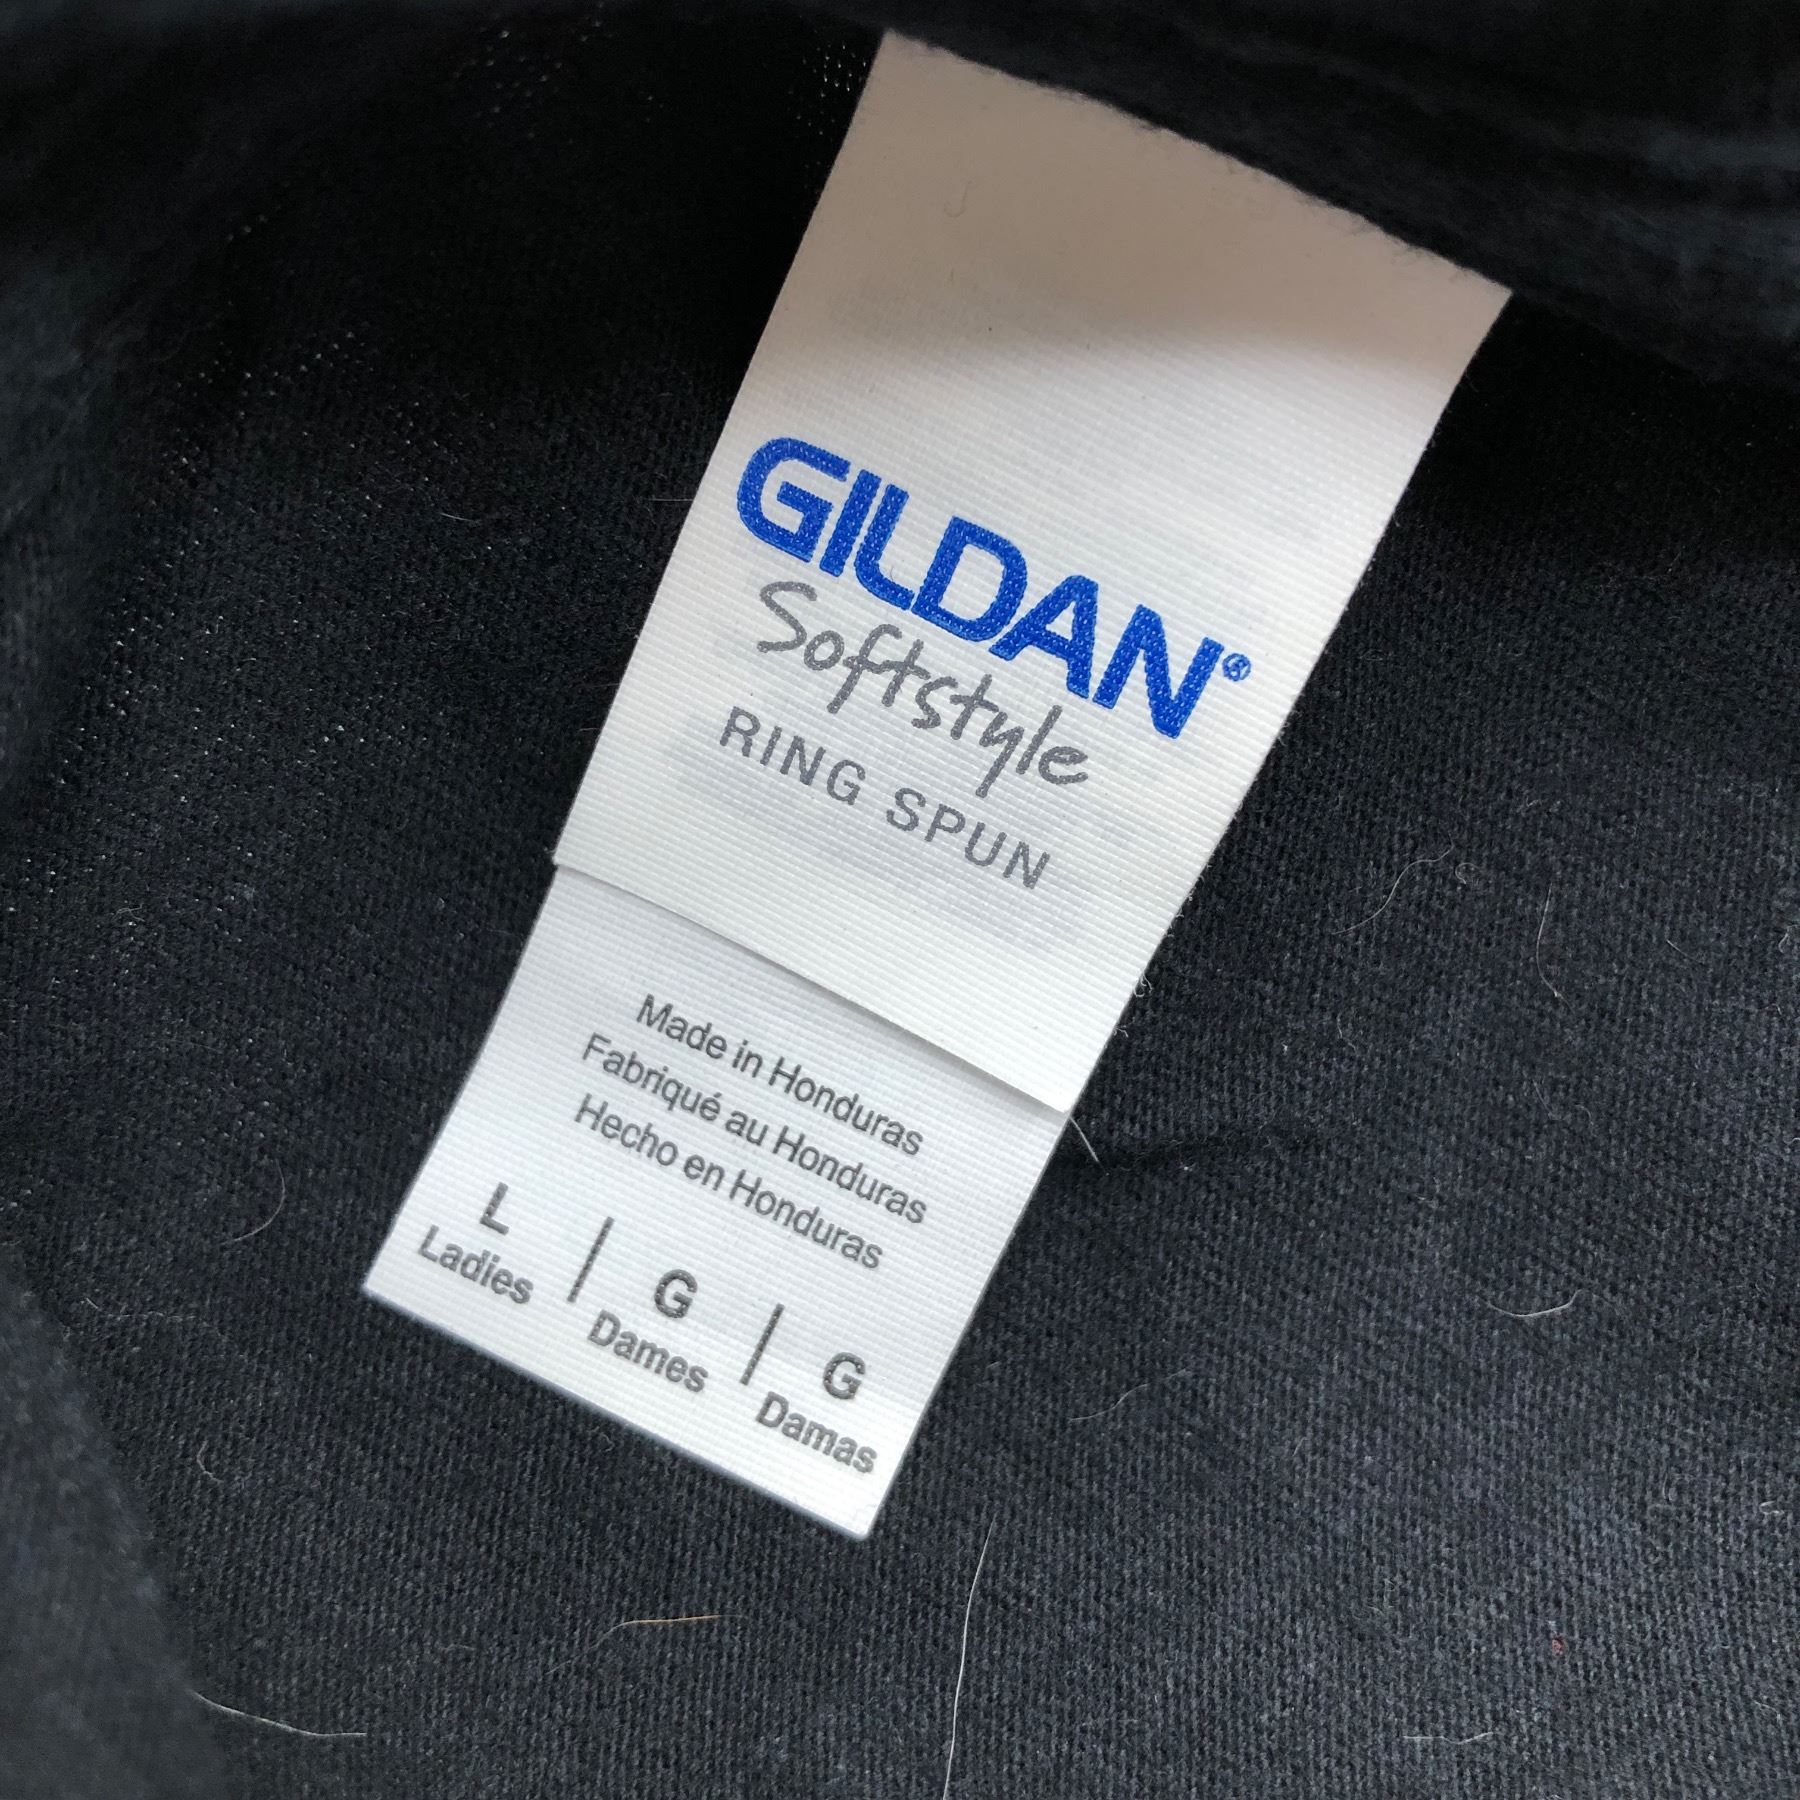 GILDAN®
Softstyle
RING SPUN
Made in Honduras
Fabriqué au Honduras
Hecho en Honduras
L | G | G
Ladies Dames Damas